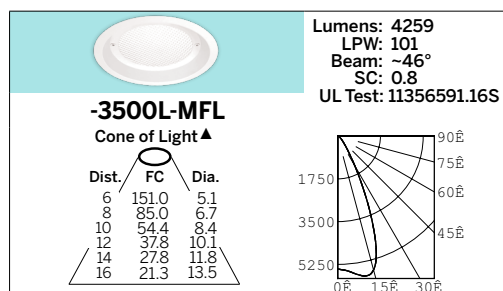 -3500L-MFL
Cone of Light▲
Dist. FC Dia.
6 151.0 5.1
8 85.0 6.7
10 54.4 8.4
12 37.8 10.1
14 27.8 11.8
16 21.3 13.5
Lumens: 4259
LPW: 101
Beam: ~46°
SC: 0.8
UL Test: 11356591.16S
90Ê
75Ê
1750
60Ê
3500
45Ê
5250
0Ê 15Ê 30Ê